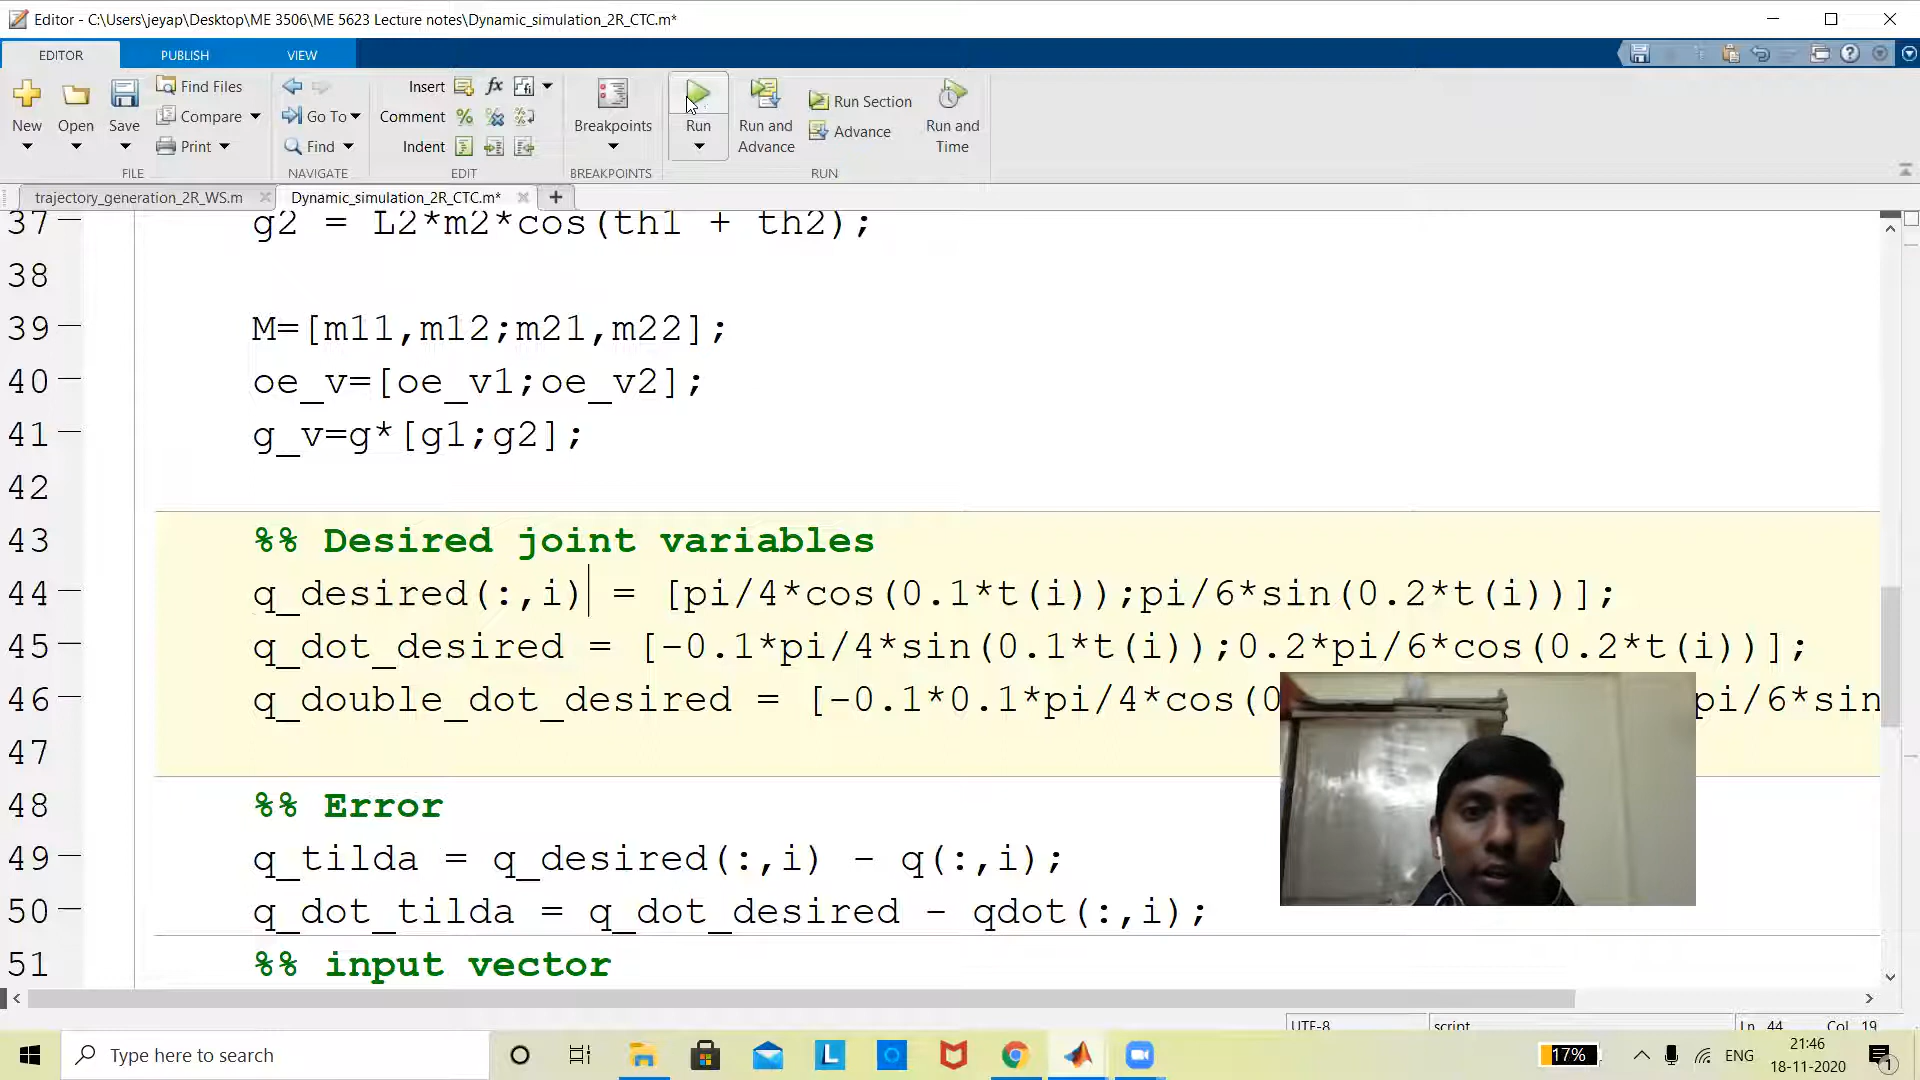 Editor - C:\Users\jeyap\Desktop\ME 3506\ME 5623 Lecture notes\Dynamic_simulation_2R_CTC.m*
EDITOR PUBLISH VIEW
New Open Save Find Files Compare Print Go To Find Insert Comment Indent Breakpoints Run Run and Advance Run Section Advance Run and Time
FILE NAVIGATE EDIT BREAKPOINTS RUN
trajectory_generation_2R_WS.m Dynamic_simulation_2R_CTC.m*
37 g2 = L2*m2*cos(th1 + th2);
38
39 M=[m11,m12;m21,m22];
40 oe_v=[oe_v1;oe_v2];
41 g_v=g*[g1;g2];
42
43 %% Desired joint variables
44 q_desired(:,i) = [pi/4*cos(0.1*t(i));pi/6*sin(0.2*t(i))];
45 q_dot_desired = [-0.1*pi/4*sin(0.1*t(i));0.2*pi/6*cos(0.2*t(i))];
46 q_double_dot_desired = [-0.1*0.1*pi/4*cos(0 pi/6*sin
47
48 %% Error
49 q_tilda = q_desired(:,i) - q(:,i);
50 q_dot_tilda = q_dot_desired - qdot(:,i);
51 %% input vector
UTF-8 script Ln 44 Col 19
Type here to search
17% ENG 21:46
18-11-2020